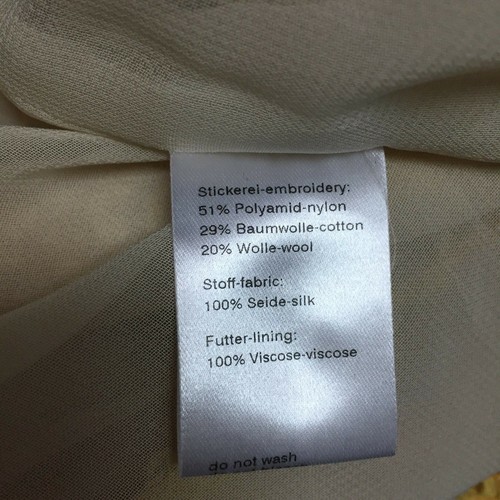 Stickerei-embroidery:
51% Polyamid-nylon
29% Baumwolle-cotton
20% Wolle-wool
Stoff-fabric:
100% Seide-silk
Futter-lining:
100% Viscose-viscose
do not wash